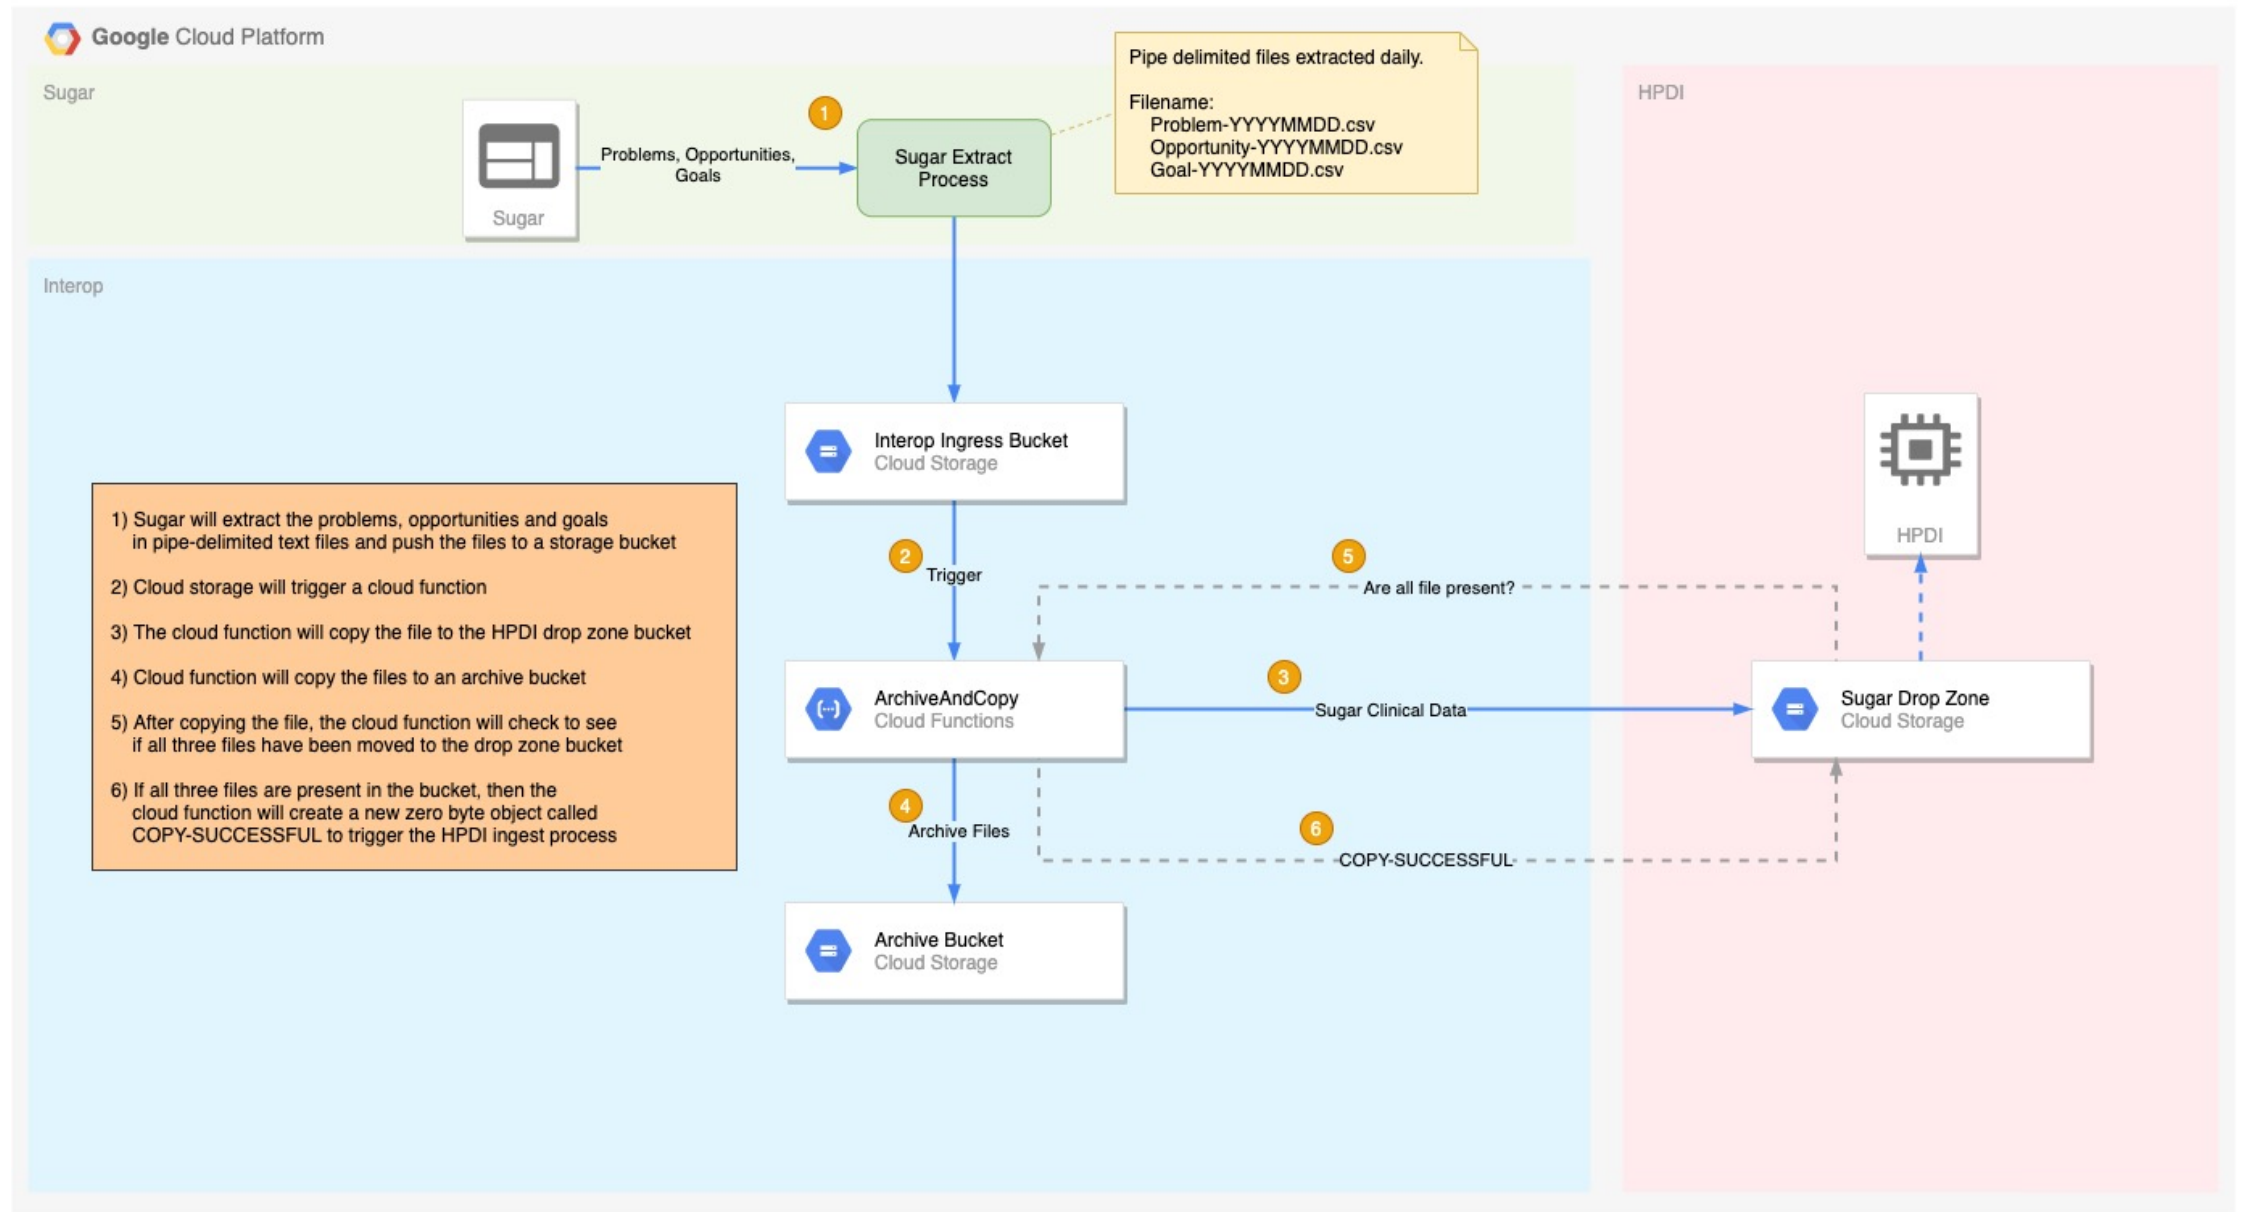 Google Cloud Platform
Sugar
Pipe delimited files extracted daily.
Filename:
Problem-YYYYMMDD.csv
Opportunity-YYYYMMDD.csv
Goal-YYYYMMDD.csv
HPDI
1
Problems, Opportunities,
Goals
Sugar Extract
Process
Sugar
Interop
Interop Ingress Bucket
Cloud Storage
1) Sugar will extract the problems, opportunities and goals
in pipe-delimited text files and push the files to a storage bucket
2) Cloud storage will trigger a cloud function
3) The cloud function will copy the file to the HPDI drop zone bucket
4) Cloud function will copy the files to an archive bucket
5) After copying the file, the cloud function will check to see
if all three files have been moved to the drop zone bucket
6) If all three files are present in the bucket, then the
cloud function will create a new zero byte object called
COPY-SUCCESSFUL to trigger the HPDI ingest process
2
Trigger
5
Are all file present?
HPDI
ArchiveAndCopy
Cloud Functions
3
Sugar Clinical Data
Sugar Drop Zone
Cloud Storage
4
Archive Files
6
COPY-SUCCESSFUL
Archive Bucket
Cloud Storage